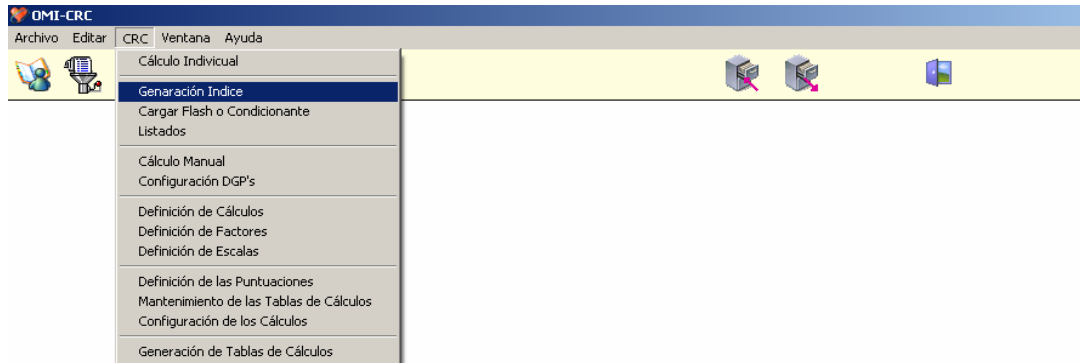 OMI-CRC
Archivo Editar CRC Ventana Ayuda
Cálculo Indivicual
Genaración Indice
Cargar Flash o Condicionante
Listados
Cálculo Manual
Configuración DGP's
Definición de Cálculos
Definición de Factores
Definición de Escalas
Definición de las Puntuaciones
Mantenimiento de las Tablas de Cálculos
Configuración de los Cálculos
Generación de Tablas de Cálculos